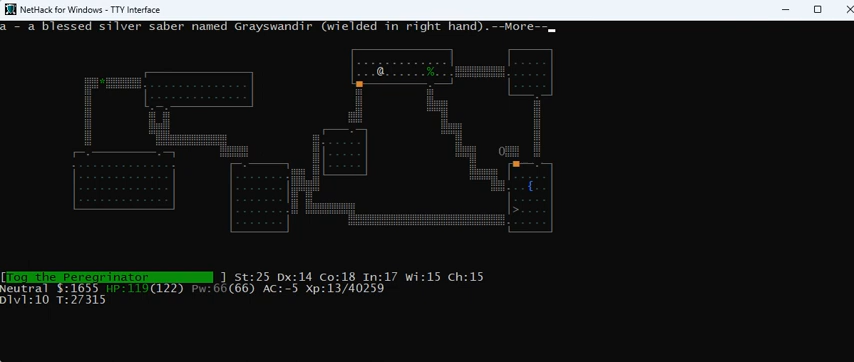 NetHack for Windows - TTY Interface
a - a blessed silver saber named Grayswandir (wielded in right hand).--More--
[Tog the Peregrinator ] St:25 Dx:14 Co:18 In:17 Wi:15 Ch:15
Neutral $:1655 HP:119(122) Pw:66(66) AC:-5 Xp:13/40259
Dlvl:10 T:27315